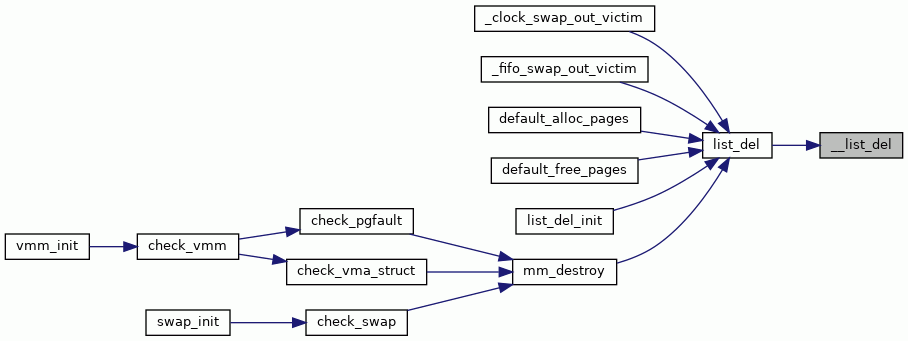 _clock_swap_out_victim
_fifo_swap_out_victim
default_alloc_pages
list_del
__list_del
default_free_pages
list_del_init
check_pgfault
vmm_init
check_vmm
check_vma_struct
mm_destroy
swap_init
check_swap